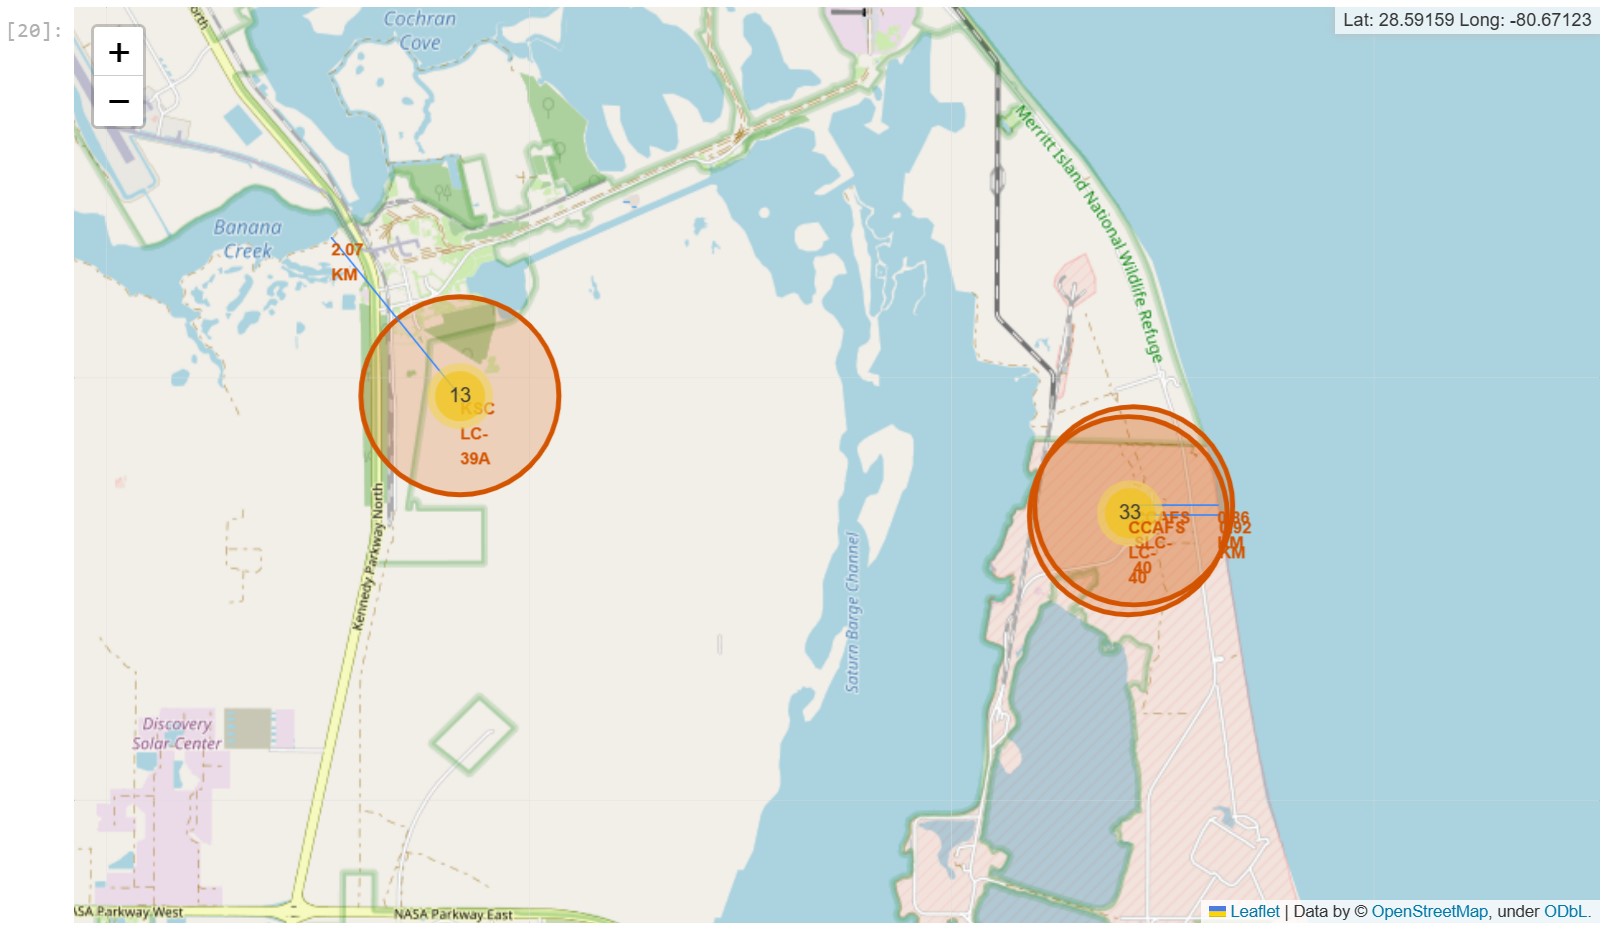 [20]:
+
−
Lat: 28.59159 Long: -80.67123
orth
Cochran
Cove
Merritt Island National Wildlife Refuge
Banana
Creek
2.07
KM
13
KSC
LC-
39A
33
CCAFS
LC-
40
AFS
SLC-
40
0.86
KM
0.92
KM
Kennedy Parkway North
Saturn Barge Channel
Discovery
Solar Center
ASA Parkway West
NASA Parkway East
Leaflet | Data by © OpenStreetMap, under ODbL.